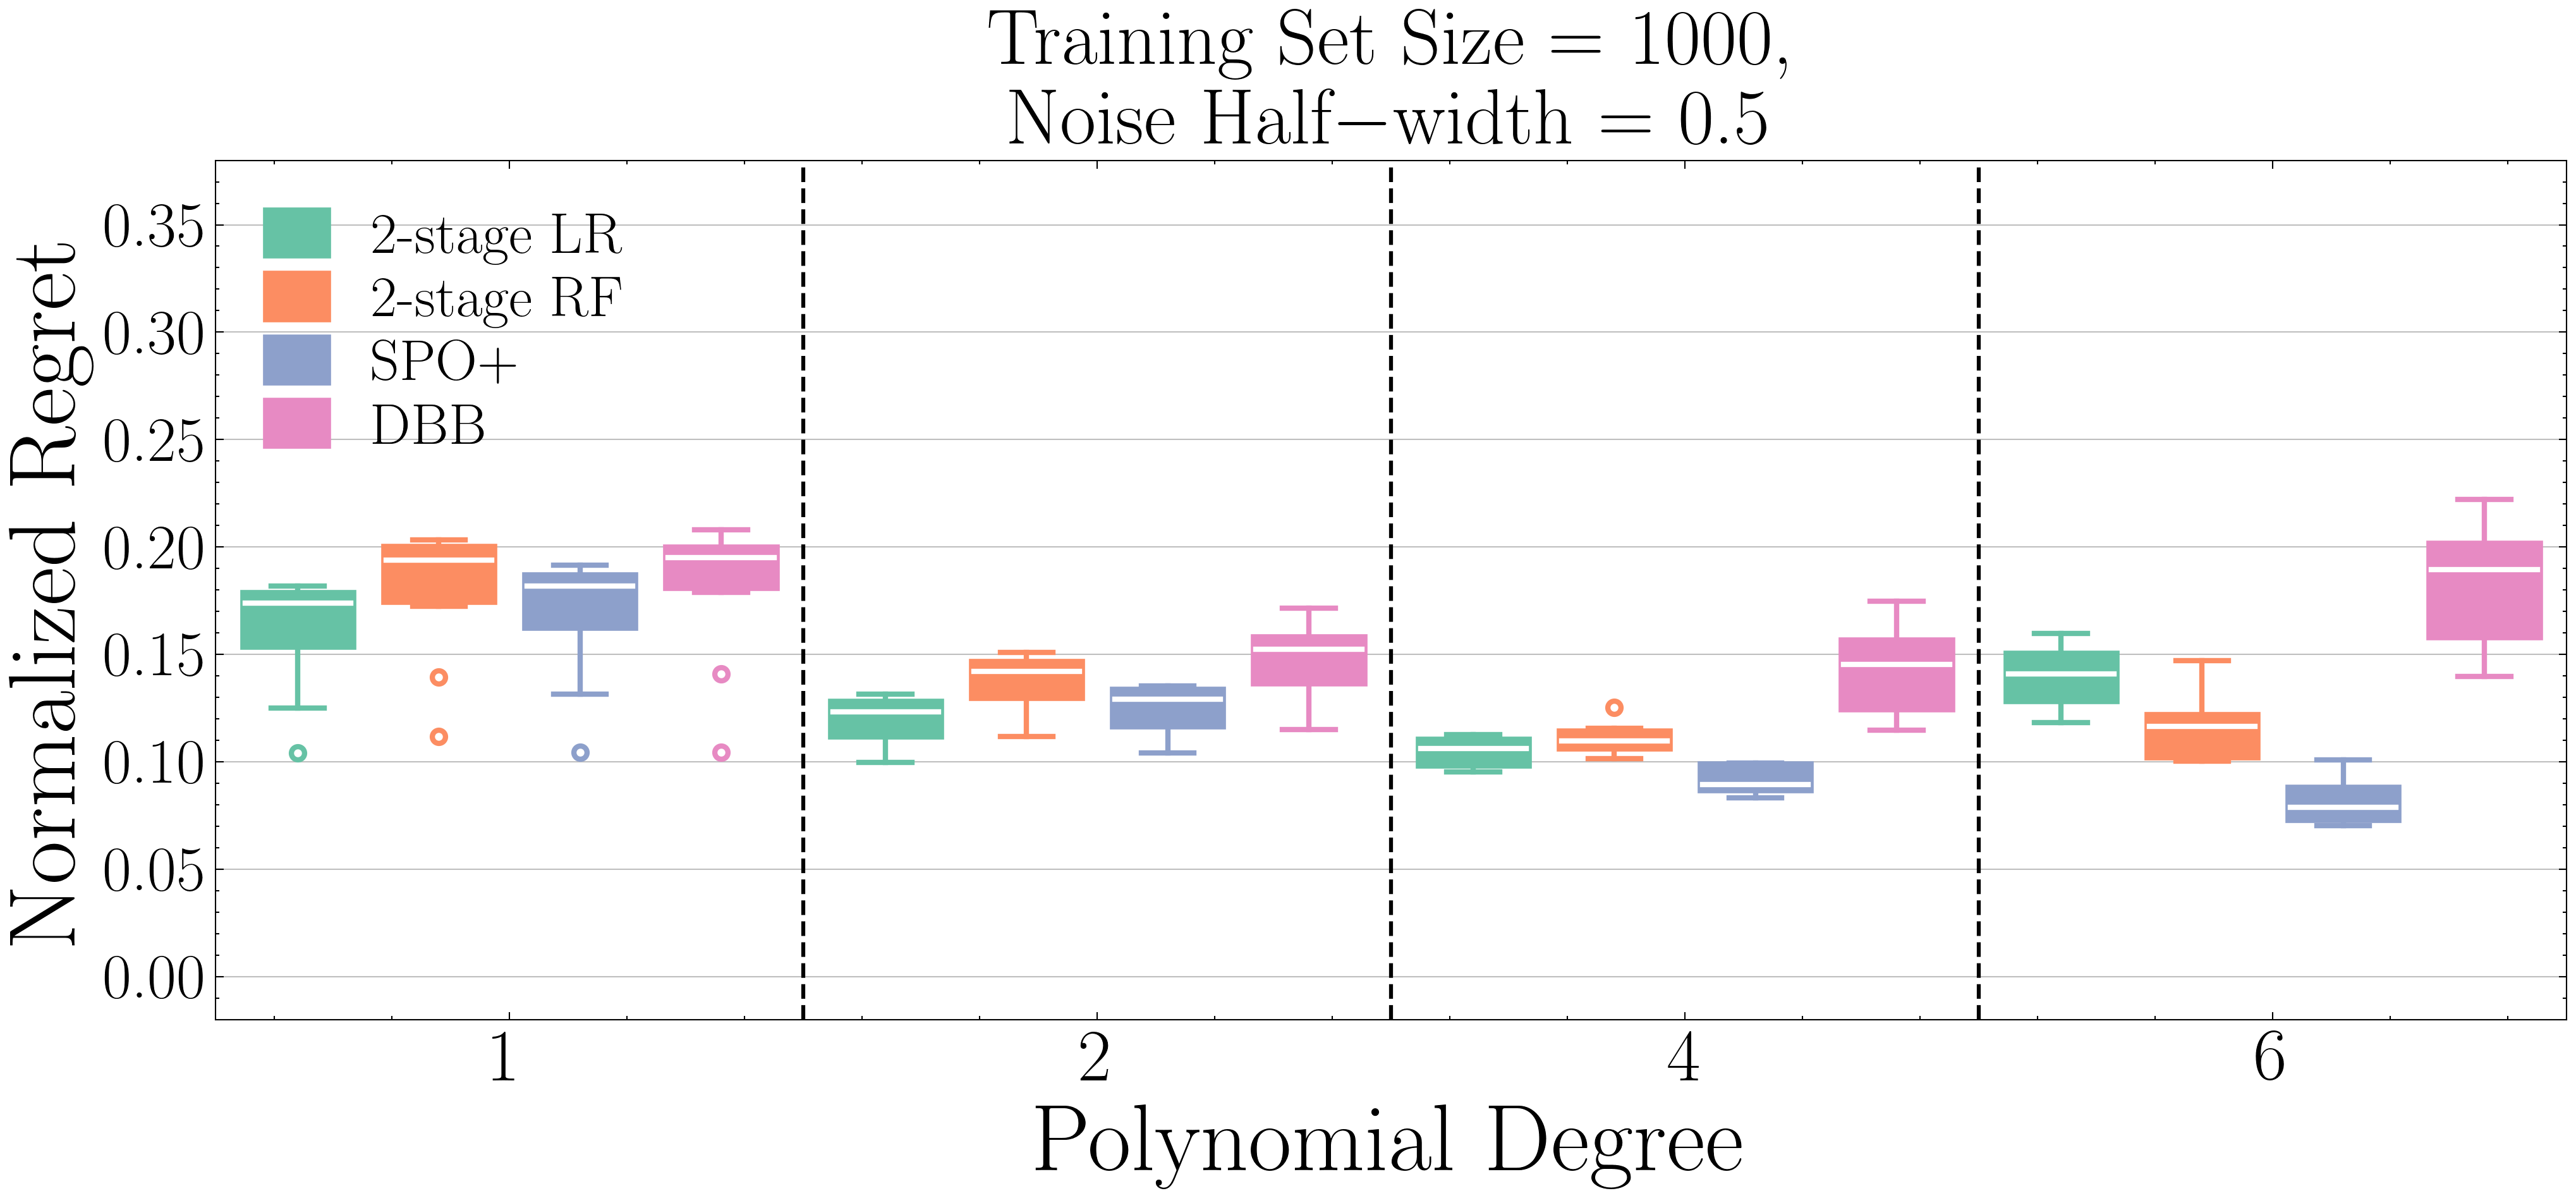 Training Set Size = 1000,
Noise Half−width = 0.5
Normalized Regret
0.35
0.30
0.25
0.20
0.15
0.10
0.05
0.00
2-stage LR
2-stage RF
SPO+
DBB
1
2
4
6
Polynomial Degree